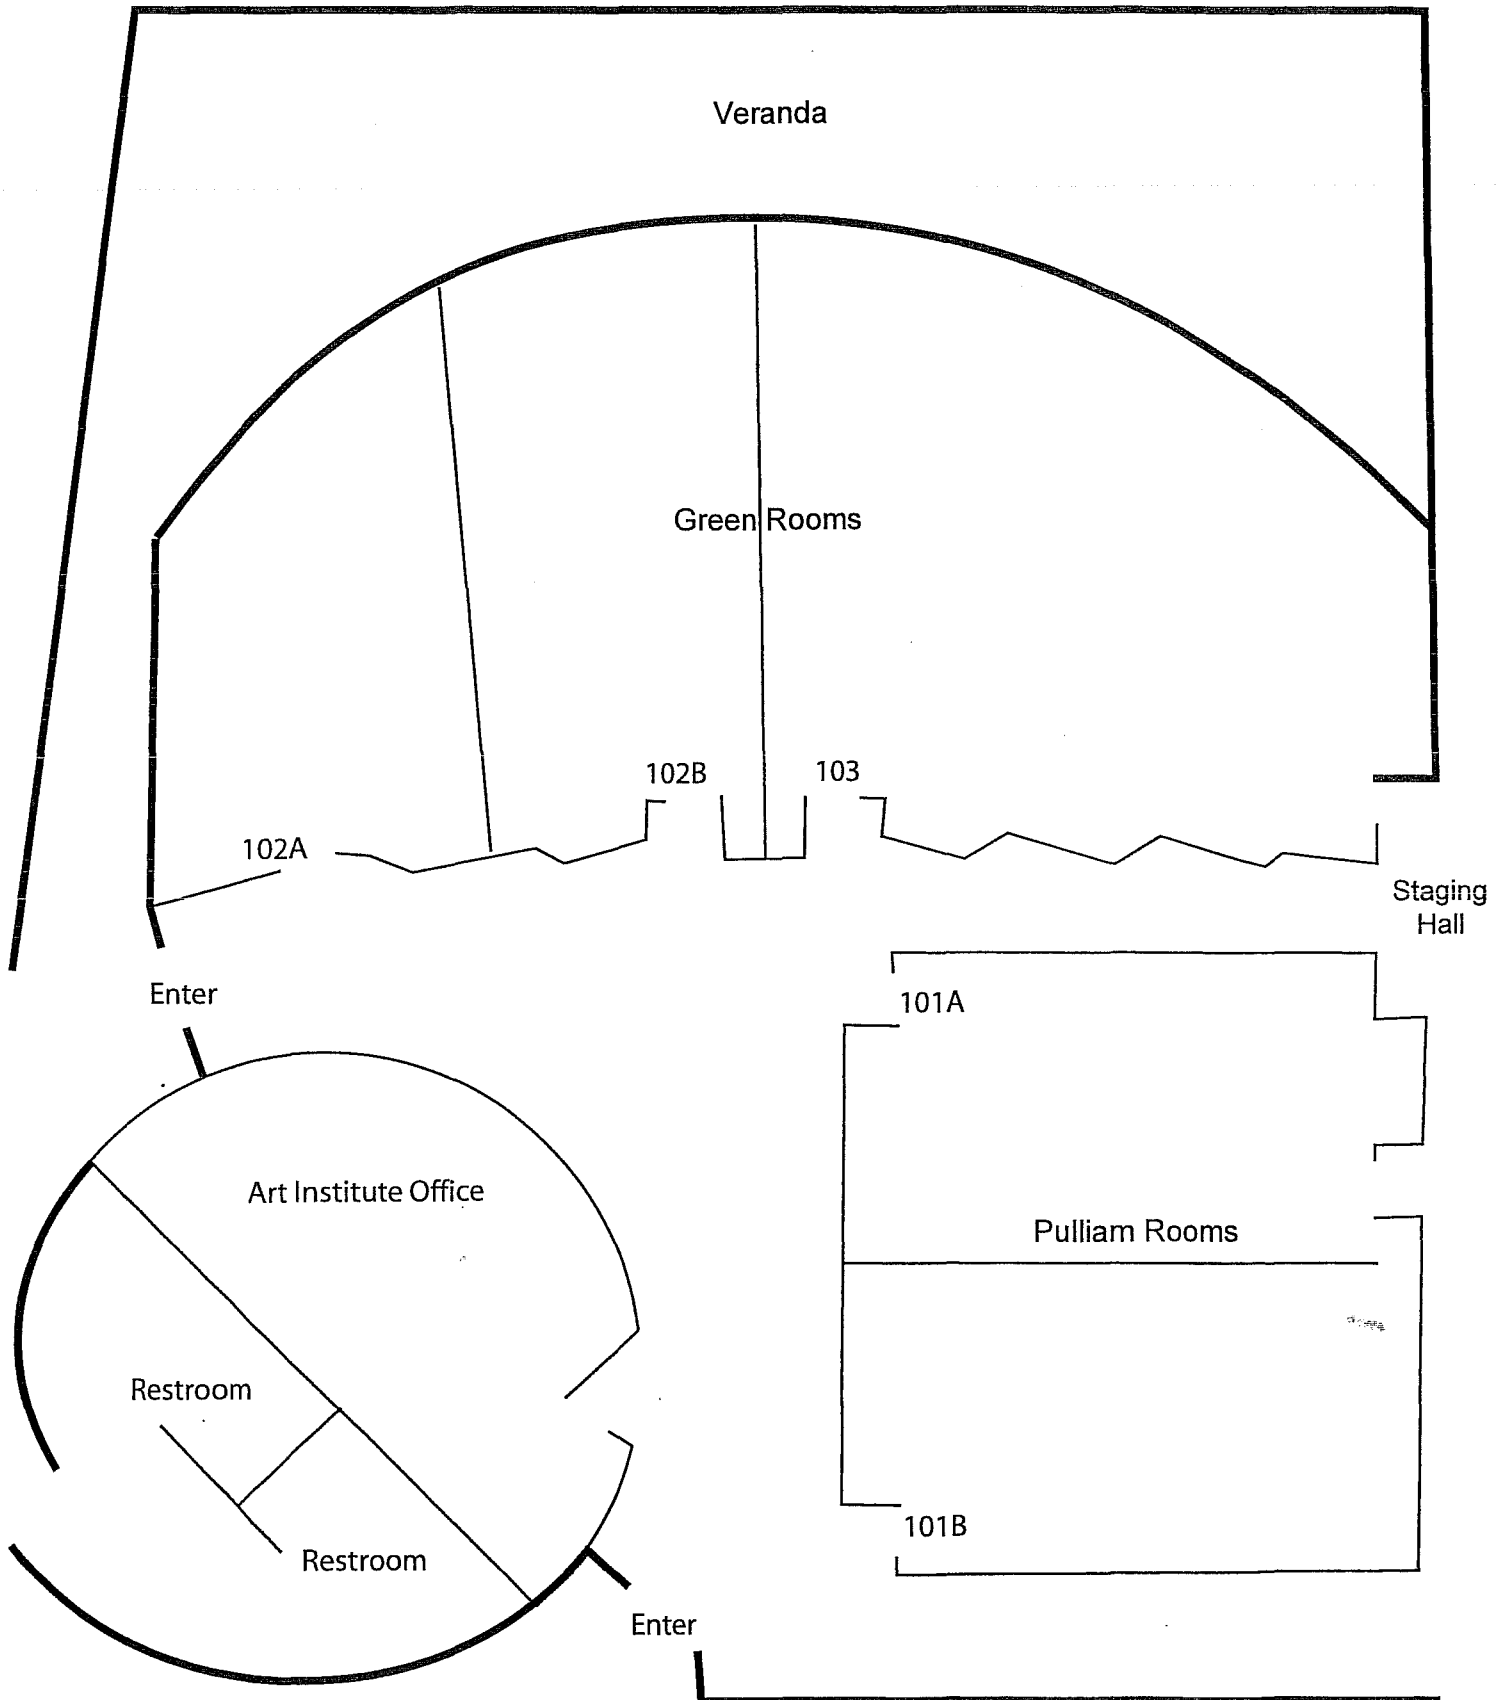 Veranda
Green Rooms
102B
103
102A
Staging
Hall
Enter
101A
Art Institute Office
Pulliam Rooms
Restroom
101B
Restroom
Enter